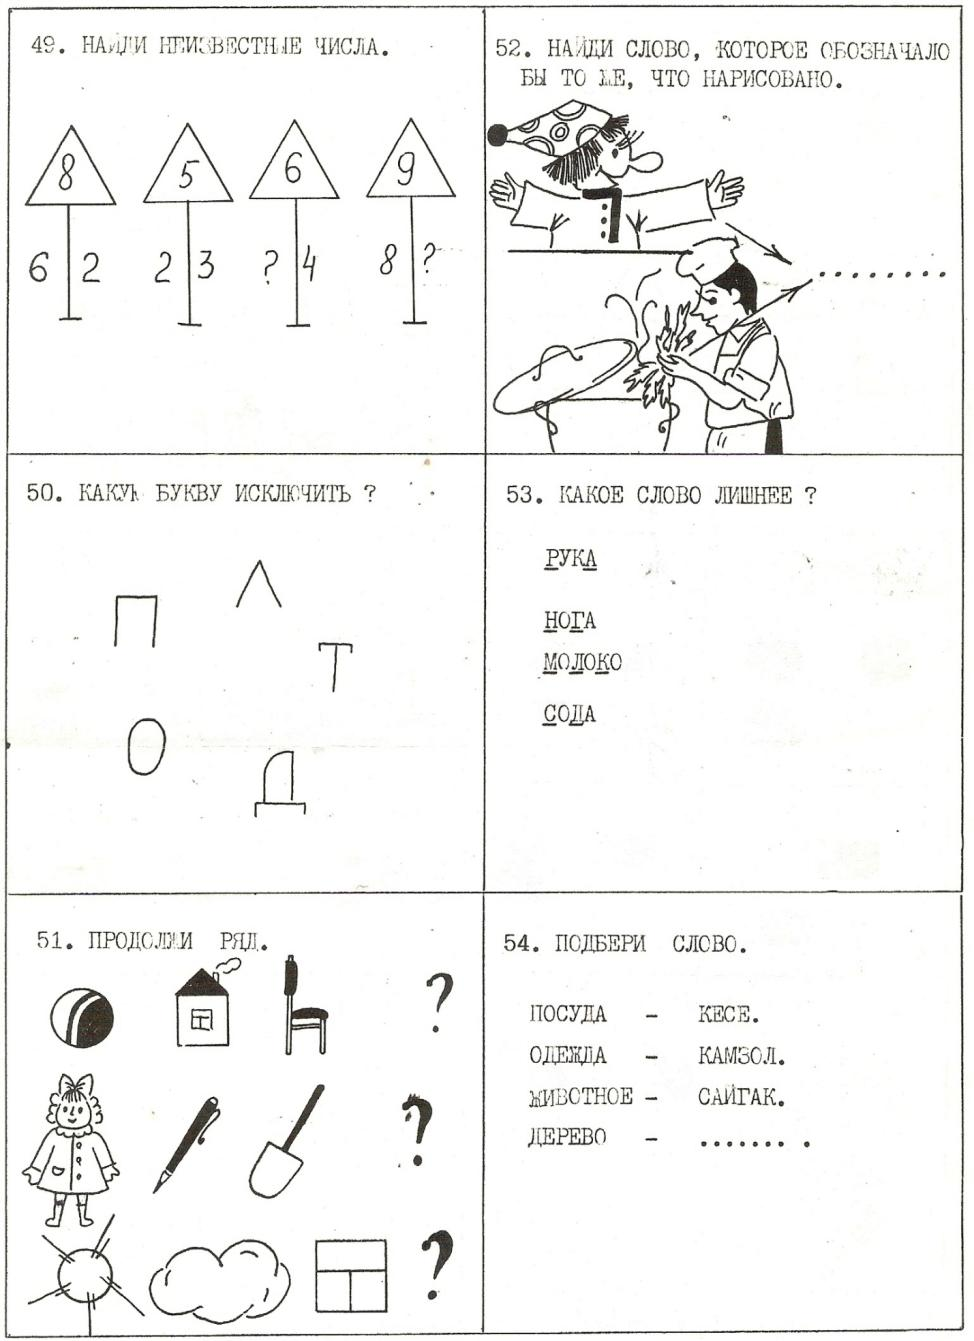 49. НАЙДИ НЕИЗВЕСТНЫЕ ЧИСЛА.
8 5 6 9
6 2 2 3 ? 4 8 ?
50. КАКУЮ БУКВУ ИСКЛЮЧИТЬ ?
П Л
Т
О
Д
51. ПРОДОЛЖИ РЯД.
?
?
?
52. НАЙДИ СЛОВО, КОТОРОЕ ОБОЗНАЧАЛО
БЫ ТО ЖЕ, ЧТО НАРИСОВАНО.
........
53. КАКОЕ СЛОВО ЛИШНЕЕ ?
РУКА
НОГА
МОЛОКО
СОДА
54. ПОДБЕРИ СЛОВО.
ПОСУДА - КЕСЕ.
ОДЕЖДА - КАМЗОЛ.
ЖИВОТНОЕ - САЙГАК.
ДЕРЕВО - ....... .